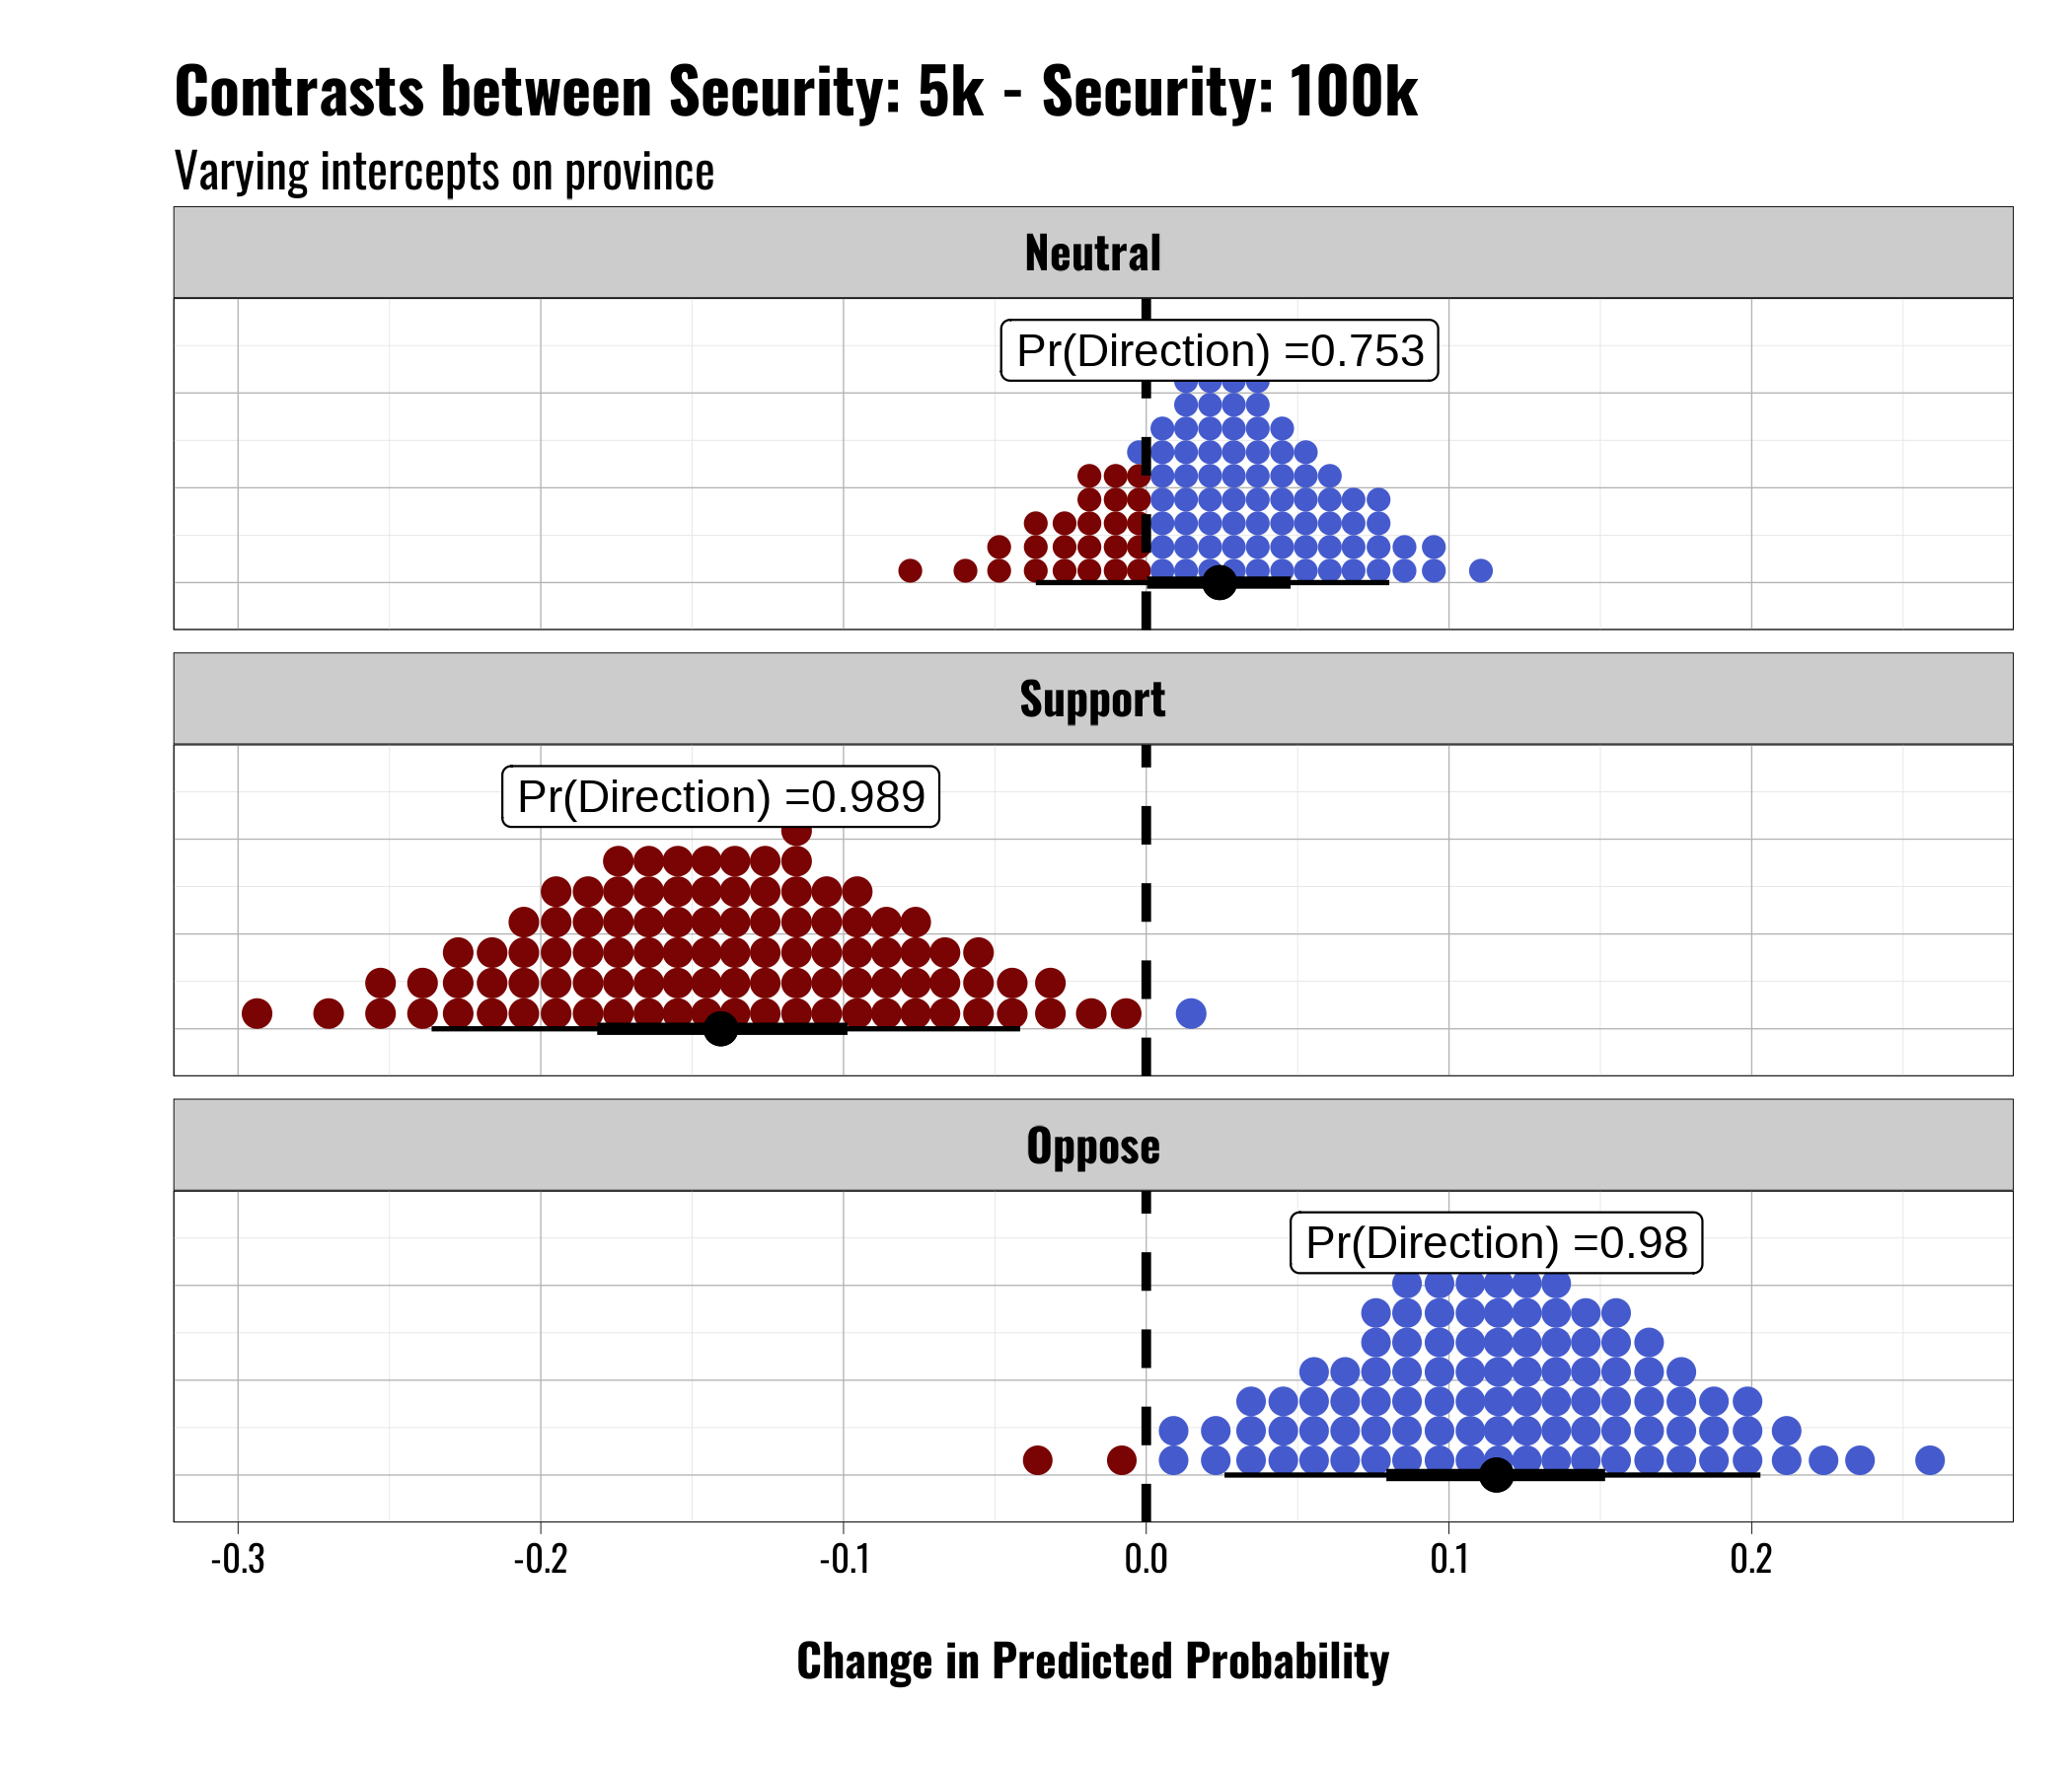 Contrasts between Security: 5k - Security: 100k
Varying intercepts on province
Neutral
Pr(Direction) =0.753
Support
Pr(Direction) =0.989
Oppose
Pr(Direction) =0.98
-0.3 -0.2 -0.1 0.0 0.1 0.2
Change in Predicted Probability